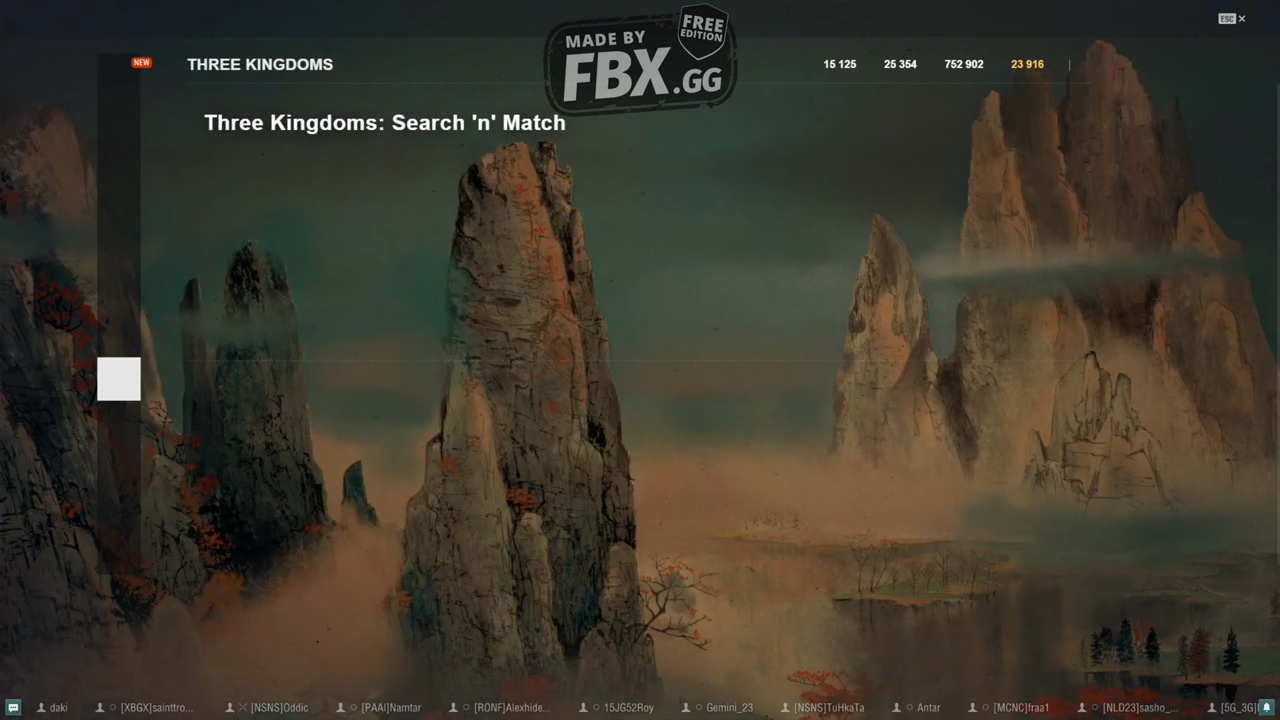 ESC
MADE BY
FREE
EDITION
FBX.GG
NEW
THREE KINGDOMS
15 125
25 354
752 902
23 916
Three Kingdoms: Search 'n' Match
daki
[XBGX]sainttro...
[NSNS]Oddic
[PAAI]Namtar
[RONF]Alexhide...
15JG52Roy
Gemini_23
[NSNS]TuHkaTa
Antar
[MCNC]fraa1
[NLD23]sasho_...
[5G_3G]